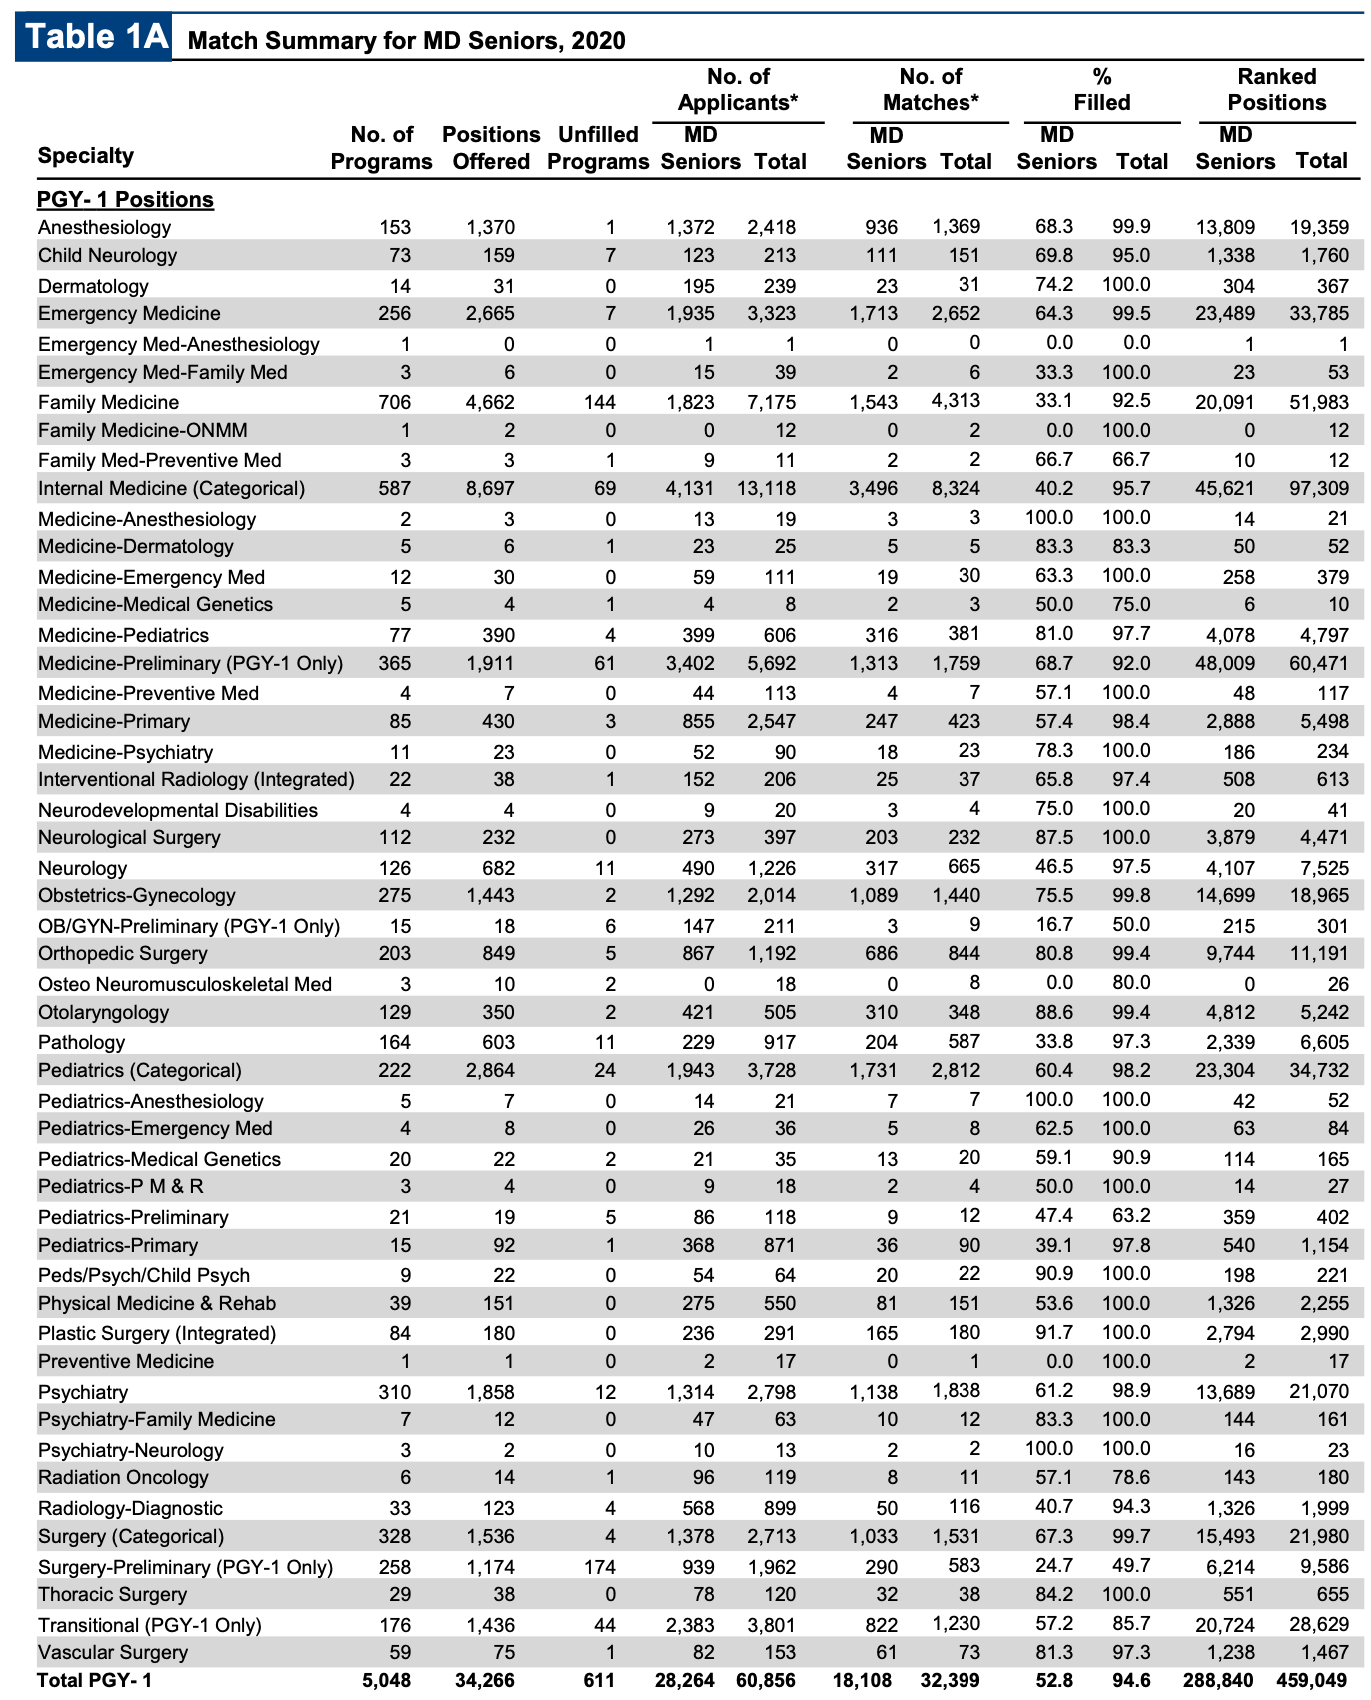 Table 1A Match Summary for MD Seniors, 2020
No. of No. of % Ranked
Applicants* Matches* Filled Positions
No. of Positions Unfilled MD MD MD MD
Specialty Programs Offered Programs Seniors Total Seniors Total Seniors Total Seniors Total
PGY- 1 Positions
Anesthesiology 153 1,370 1 1,372 2,418 936 1,369 68.3 99.9 13,809 19,359
Child Neurology 73 159 7 123 213 111 151 69.8 95.0 1,338 1,760
Dermatology 14 31 0 195 239 23 31 74.2 100.0 304 367
Emergency Medicine 256 2,665 7 1,935 3,323 1,713 2,652 64.3 99.5 23,489 33,785
Emergency Med-Anesthesiology 1 0 0 1 1 0 0 0.0 0.0 1 1
Emergency Med-Family Med 3 6 0 15 39 2 6 33.3 100.0 23 53
Family Medicine 706 4,662 144 1,823 7,175 1,543 4,313 33.1 92.5 20,091 51,983
Family Medicine-ONMM 1 2 0 0 12 0 2 0.0 100.0 0 12
Family Med-Preventive Med 3 3 1 9 11 2 2 66.7 66.7 10 12
Internal Medicine (Categorical) 587 8,697 69 4,131 13,118 3,496 8,324 40.2 95.7 45,621 97,309
Medicine-Anesthesiology 2 3 0 13 19 3 3 100.0 100.0 14 21
Medicine-Dermatology 5 6 1 23 25 5 5 83.3 83.3 50 52
Medicine-Emergency Med 12 30 0 59 111 19 30 63.3 100.0 258 379
Medicine-Medical Genetics 5 4 1 4 8 2 3 50.0 75.0 6 10
Medicine-Pediatrics 77 390 4 399 606 316 381 81.0 97.7 4,078 4,797
Medicine-Preliminary (PGY-1 Only) 365 1,911 61 3,402 5,692 1,313 1,759 68.7 92.0 48,009 60,471
Medicine-Preventive Med 4 7 0 44 113 4 7 57.1 100.0 48 117
Medicine-Primary 85 430 3 855 2,547 247 423 57.4 98.4 2,888 5,498
Medicine-Psychiatry 11 23 0 52 90 18 23 78.3 100.0 186 234
Interventional Radiology (Integrated) 22 38 1 152 206 25 37 65.8 97.4 508 613
Neurodevelopmental Disabilities 4 4 0 9 20 3 4 75.0 100.0 20 41
Neurological Surgery 112 232 0 273 397 203 232 87.5 100.0 3,879 4,471
Neurology 126 682 11 490 1,226 317 665 46.5 97.5 4,107 7,525
Obstetrics-Gynecology 275 1,443 2 1,292 2,014 1,089 1,440 75.5 99.8 14,699 18,965
OB/GYN-Preliminary (PGY-1 Only) 15 18 6 147 211 3 9 16.7 50.0 215 301
Orthopedic Surgery 203 849 5 867 1,192 686 844 80.8 99.4 9,744 11,191
Osteo Neuromusculoskeletal Med 3 10 2 0 18 0 8 0.0 80.0 0 26
Otolaryngology 129 350 2 421 505 310 348 88.6 99.4 4,812 5,242
Pathology 164 603 11 229 917 204 587 33.8 97.3 2,339 6,605
Pediatrics (Categorical) 222 2,864 24 1,943 3,728 1,731 2,812 60.4 98.2 23,304 34,732
Pediatrics-Anesthesiology 5 7 0 14 21 7 7 100.0 100.0 42 52
Pediatrics-Emergency Med 4 8 0 26 36 5 8 62.5 100.0 63 84
Pediatrics-Medical Genetics 20 22 2 21 35 13 20 59.1 90.9 114 165
Pediatrics-P M & R 3 4 0 9 18 2 4 50.0 100.0 14 27
Pediatrics-Preliminary 21 19 5 86 118 9 12 47.4 63.2 359 402
Pediatrics-Primary 15 92 1 368 871 36 90 39.1 97.8 540 1,154
Peds/Psych/Child Psych 9 22 0 54 64 20 22 90.9 100.0 198 221
Physical Medicine & Rehab 39 151 0 275 550 81 151 53.6 100.0 1,326 2,255
Plastic Surgery (Integrated) 84 180 0 236 291 165 180 91.7 100.0 2,794 2,990
Preventive Medicine 1 1 0 2 17 0 1 0.0 100.0 2 17
Psychiatry 310 1,858 12 1,314 2,798 1,138 1,838 61.2 98.9 13,689 21,070
Psychiatry-Family Medicine 7 12 0 47 63 10 12 83.3 100.0 144 161
Psychiatry-Neurology 3 2 0 10 13 2 2 100.0 100.0 16 23
Radiation Oncology 6 14 1 96 119 8 11 57.1 78.6 143 180
Radiology-Diagnostic 33 123 4 568 899 50 116 40.7 94.3 1,326 1,999
Surgery (Categorical) 328 1,536 4 1,378 2,713 1,033 1,531 67.3 99.7 15,493 21,980
Surgery-Preliminary (PGY-1 Only) 258 1,174 174 939 1,962 290 583 24.7 49.7 6,214 9,586
Thoracic Surgery 29 38 0 78 120 32 38 84.2 100.0 551 655
Transitional (PGY-1 Only) 176 1,436 44 2,383 3,801 822 1,230 57.2 85.7 20,724 28,629
Vascular Surgery 59 75 1 82 153 61 73 81.3 97.3 1,238 1,467
Total PGY- 1 5,048 34,266 611 28,264 60,856 18,108 32,399 52.8 94.6 288,840 459,049